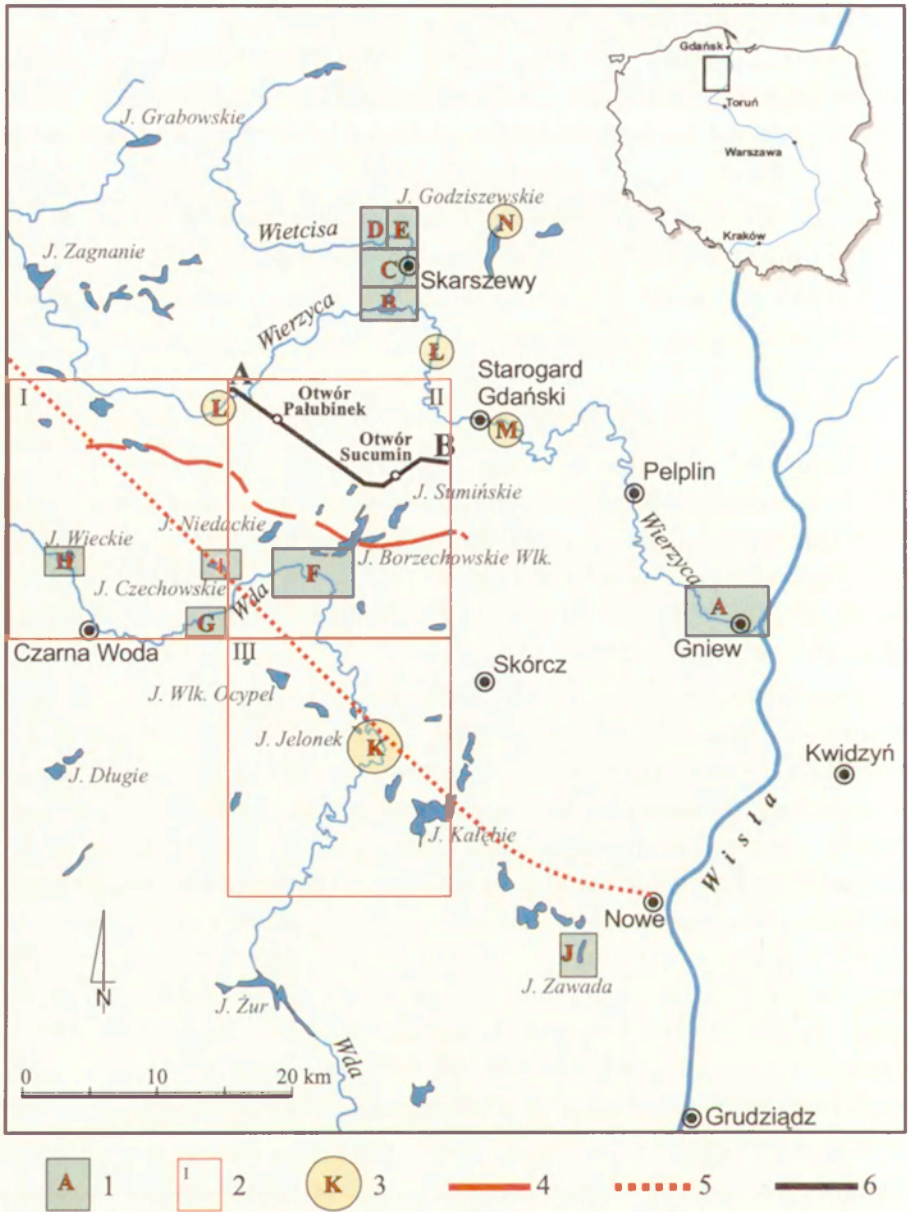 Gdańsk
Toruń
Warszawa
Kraków
J. Grabowskie
J. Godziszewskie
N
D E
Wietcisa
J. Zagnanie
C
Skarszewy
B
Wierzyca
Ł
A
I
II
L
Otwór
Pałubinek
Starogard
Gdański
M
Otwór
Sucumin
B
Pelplin
J. Sumińskie
J. Niedackie
J. Wieckie
H
J. Borzechowskie Wlk.
F
J. Czechowskie
Wda
Wierzyca
A
G
Gniew
Czarna Woda
III
J. Wlk. Ocypel
Skórcz
J. Jelonek
K
J. Długie
Kwidzyń
J. Kałębie
Wisła
Nowe
J
N
J. Zawada
J. Żur
Wda
0 10 20 km
Grudziądz
A 1 I 2 K 3 4 5 6